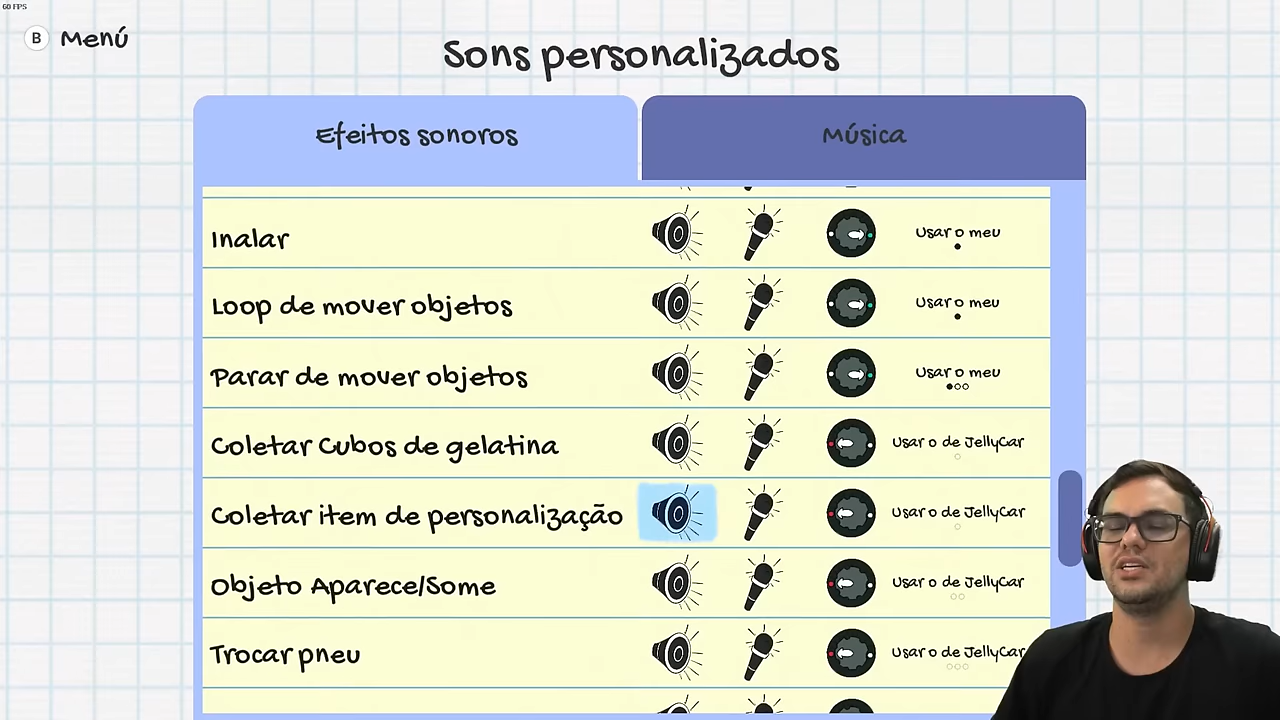 60 FPS
B Menú
Sons personalizados
Efeitos sonoros
Música
Inalar
Usar o meu
Loop de mover objetos
Usar o meu
Parar de mover objetos
Usar o meu
Coletar Cubos de gelatina
Usar o de JellyCar
Coletar item de personalização
Usar o de JellyCar
Objeto Aparece/Some
Usar o de JellyCar
Trocar pneu
Usar o de JellyCar